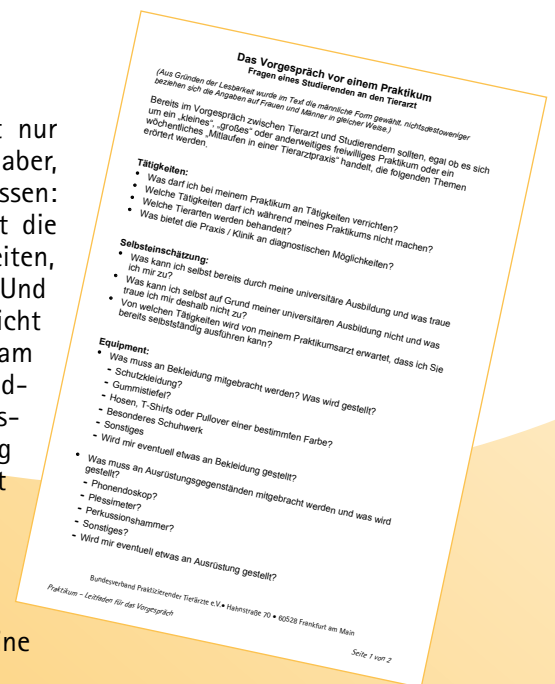 t nur
aber,
ssen:
t die
eiten,
Und
icht
am
d-
s-
g
t
ine
Das Vorgespräch vor einem Praktikum
Fragen eines Studierenden an den Tierarzt
(Aus Gründen der Lesbarkeit wurde im Text die männliche Form gewählt, nichtsdestoweniger
beziehen sich die Angaben auf Frauen und Männer in gleicher Weise.)
Bereits im Vorgespräch zwischen Tierarzt und Studierendem sollten, egal ob es sich
um ein „kleines", „großes" oder anderweitiges freiwilliges Praktikum oder ein
wöchentliches „Mitlaufen in einer Tierarztpraxis" handelt, die folgenden Themen
erörtert werden.
Tätigkeiten:
• Was darf ich bei meinem Praktikum an Tätigkeiten verrichten?
• Welche Tätigkeiten darf ich während meines Praktikums nicht machen?
• Welche Tierarten werden behandelt?
• Was bietet die Praxis / Klinik an diagnostischen Möglichkeiten?
Selbsteinschätzung:
• Was kann ich selbst bereits durch meine universitäre Ausbildung und was traue
ich mir zu?
• Was kann ich selbst auf Grund meiner universitären Ausbildung nicht und was
traue ich mir deshalb nicht zu?
• Von welchen Tätigkeiten wird von meinem Praktikumsarzt erwartet, dass ich Sie
bereits selbstständig ausführen kann?
Equipment:
• Was muss an Bekleidung mitgebracht werden? Was wird gestellt?
- Schutzkleidung?
- Gummistiefel?
- Hosen, T-Shirts oder Pullover einer bestimmten Farbe?
- Besonderes Schuhwerk
- Sonstiges
- Wird mir eventuell etwas an Bekleidung gestellt?
• Was muss an Ausrüstungsgegenständen mitgebracht werden und was wird
gestellt?
- Phonendoskop?
- Plessimeter?
- Perkussionshammer?
- Sonstiges?
- Wird mir eventuell etwas an Ausrüstung gestellt?
Bundesverband Praktizierender Tierärzte e.V. • Hahnstraße 70 • 60528 Frankfurt am Main
Praktikum – Leitfaden für das Vorgespräch
Seite 1 von 2